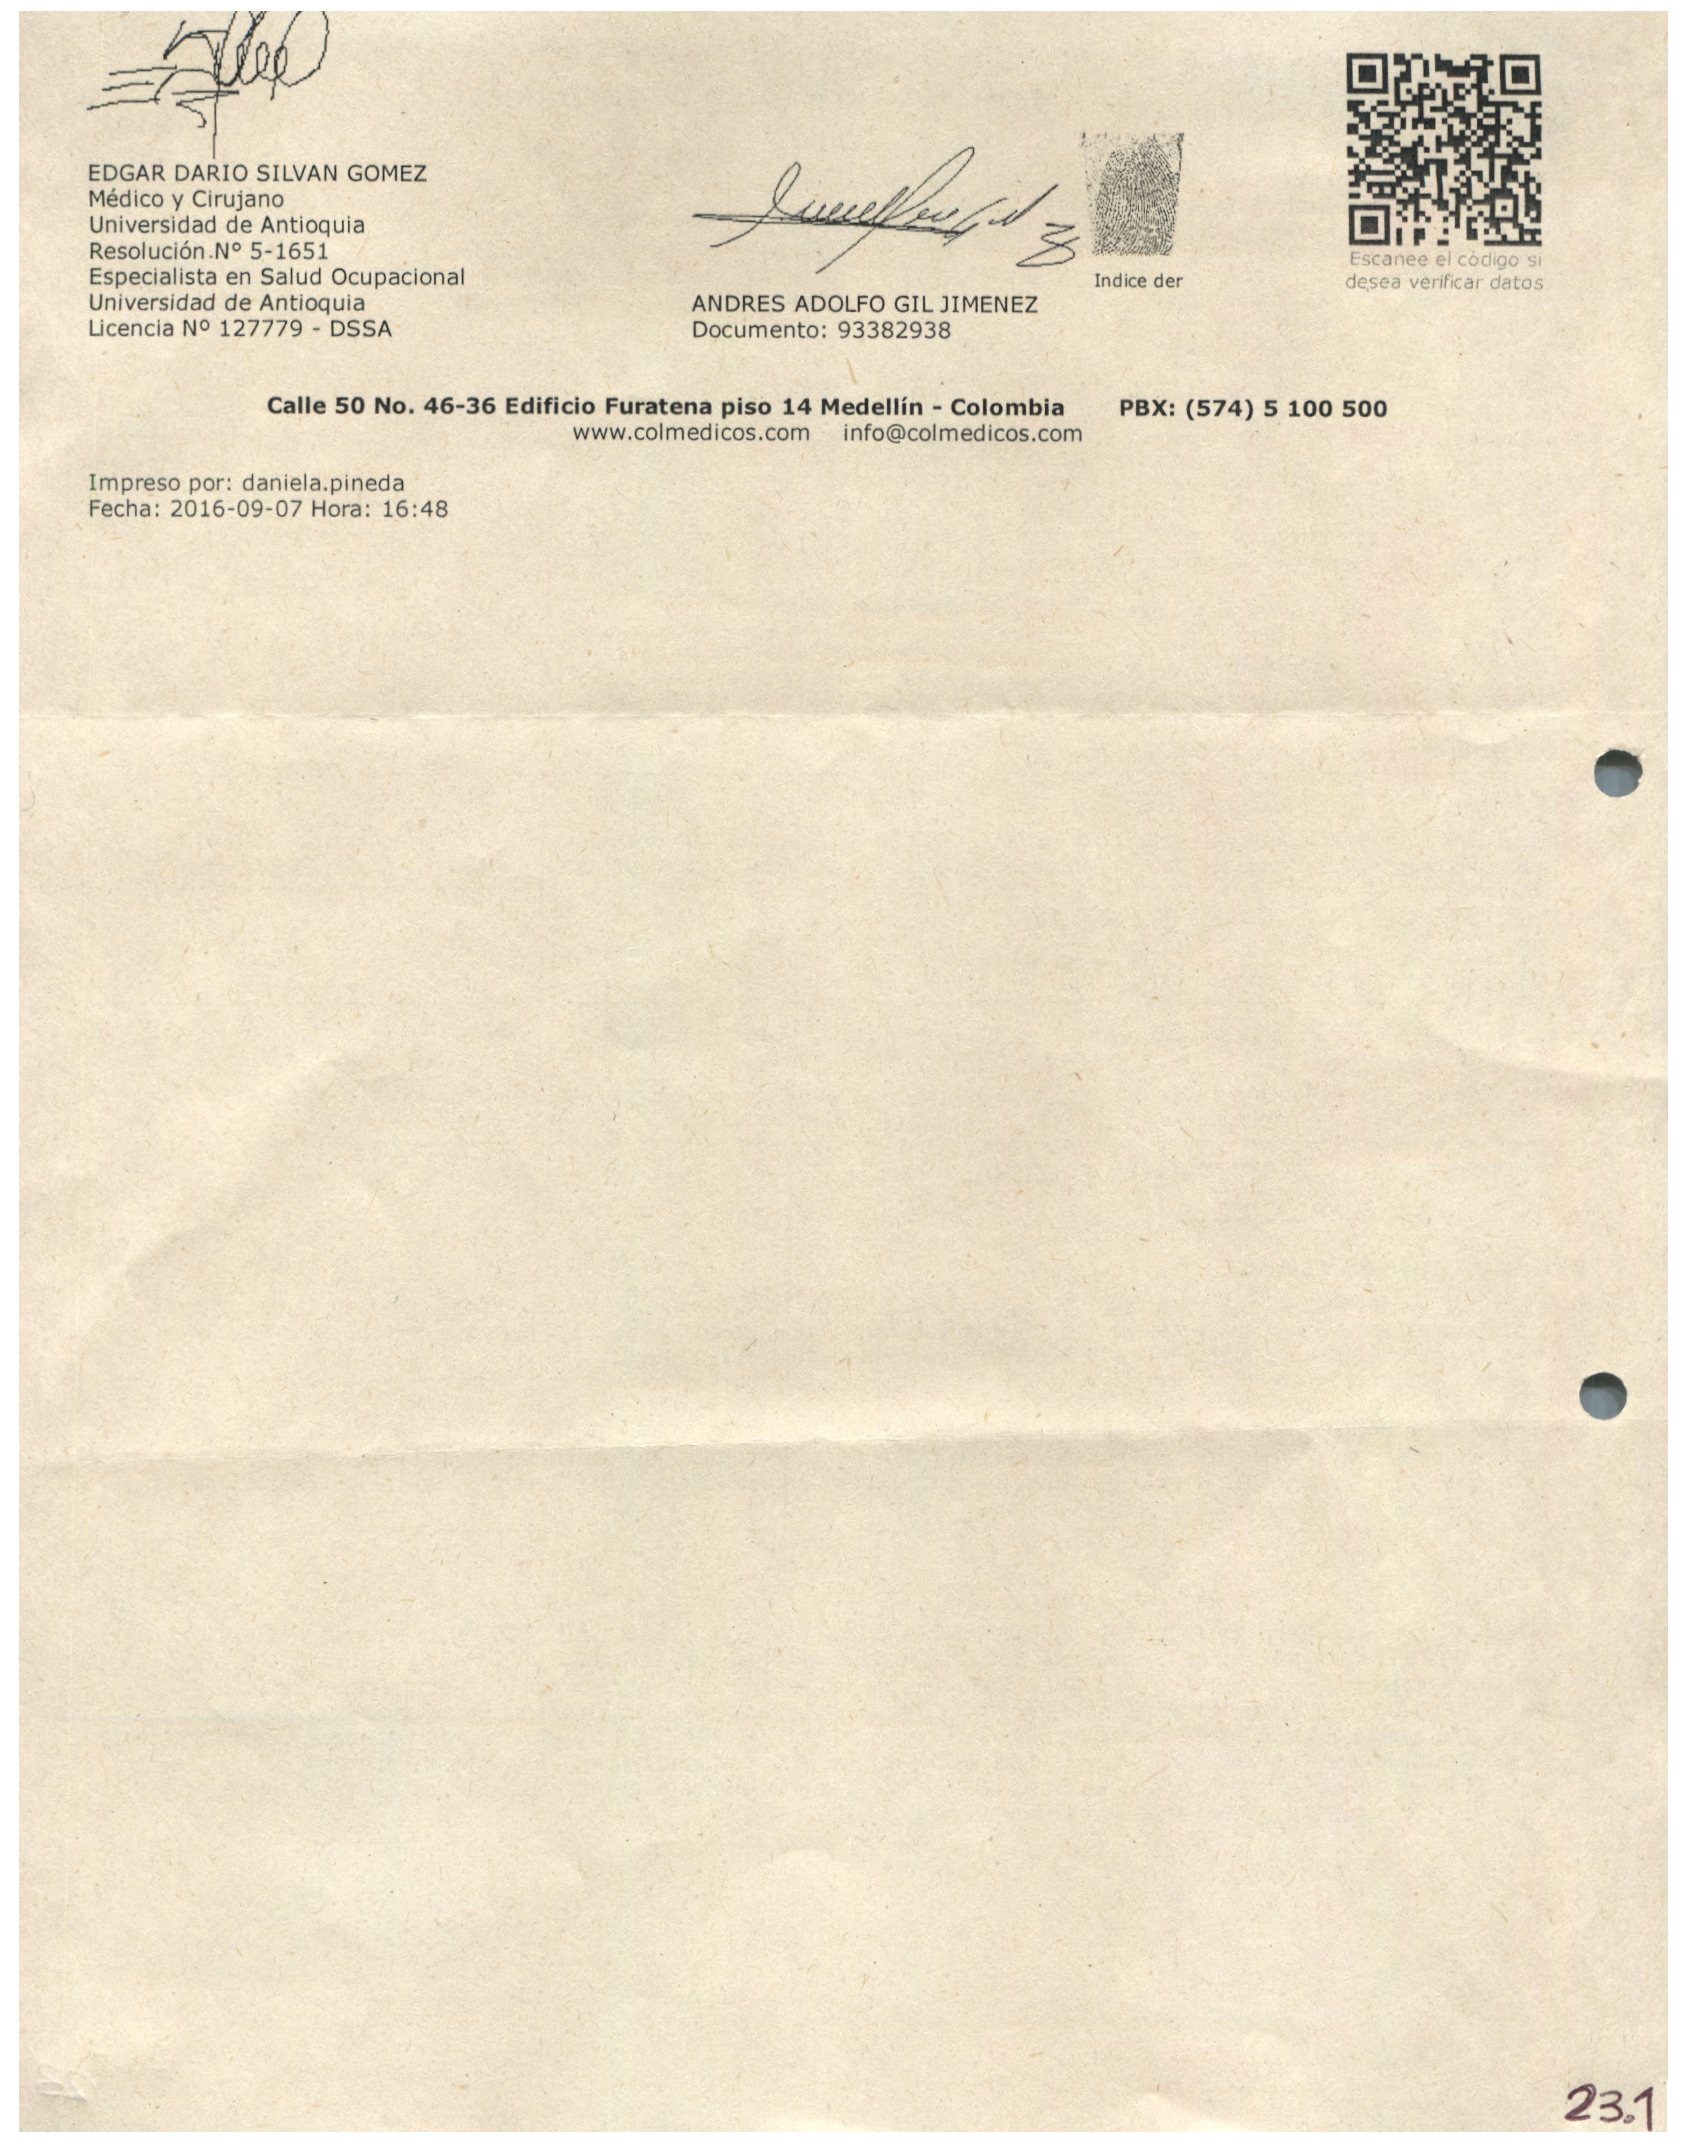 EDGAR DARIO SILVAN GOMEZ
Médico y Cirujano
Universidad de Antioquia
Resolución.Nº 5-1651
Especialista en Salud Ocupacional
Universidad de Antioquia
Licencia Nº 127779 - DSSA
Indice der
ANDRES ADOLFO GIL JIMENEZ
Documento: 93382938
Escanee el código si
desea verificar datos
Calle 50 No. 46-36 Edificio Furatena piso 14 Medellín - Colombia PBX: (574) 5 100 500
www.colmedicos.com info@colmedicos.com
Impreso por: daniela.pineda
Fecha: 2016-09-07 Hora: 16:48
23.1